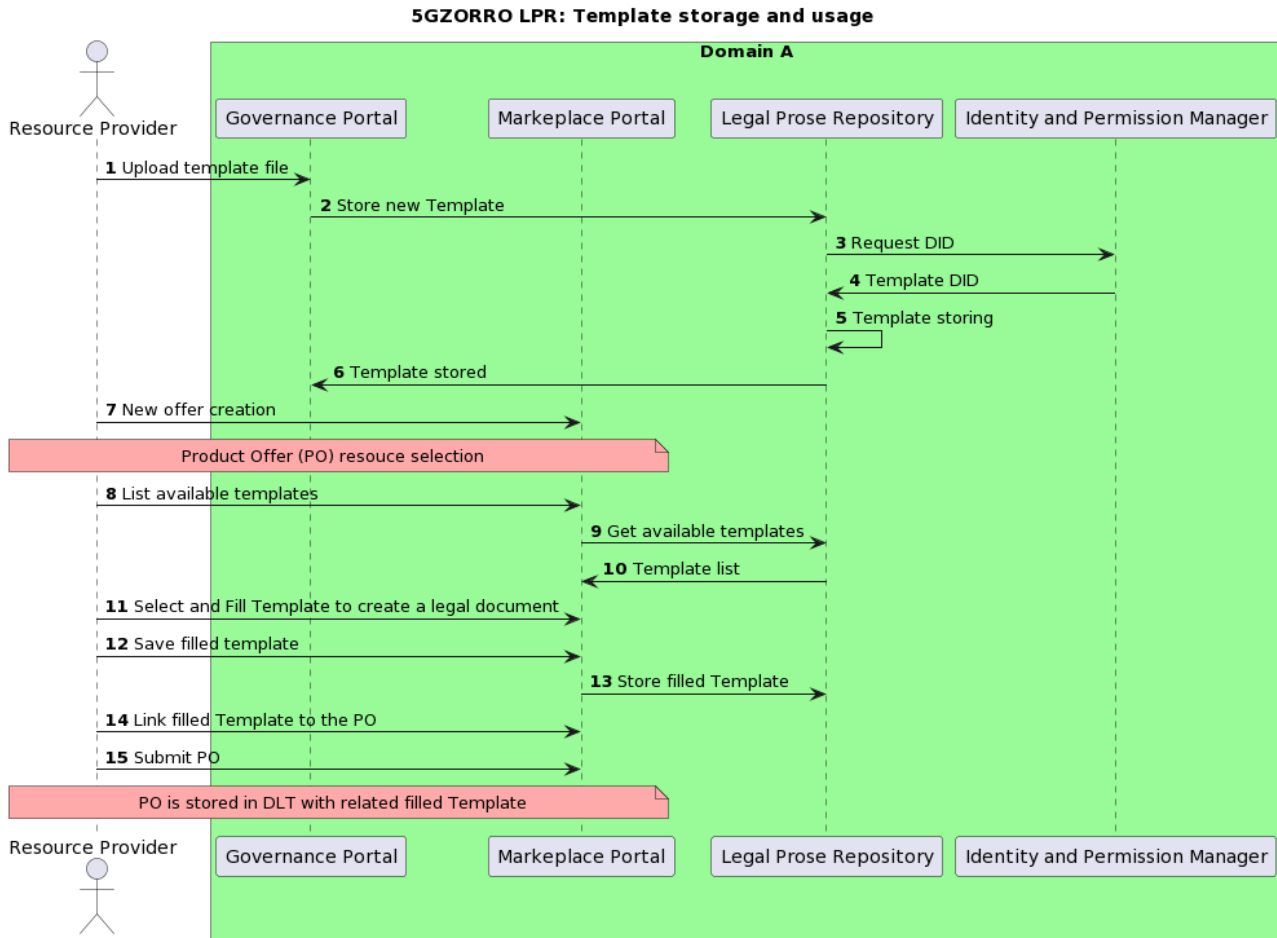 5GZORRO LPR: Template storage and usage
Domain A
Resource Provider
Governance Portal
Markeplace Portal
Legal Prose Repository
Identity and Permission Manager
1 Upload template file
2 Store new Template
3 Request DID
4 Template DID
5 Template storing
6 Template stored
7 New offer creation
Product Offer (PO) resouce selection
8 List available templates
9 Get available templates
10 Template list
11 Select and Fill Template to create a legal document
12 Save filled template
13 Store filled Template
14 Link filled Template to the PO
15 Submit PO
PO is stored in DLT with related filled Template
Resource Provider
Governance Portal
Markeplace Portal
Legal Prose Repository
Identity and Permission Manager